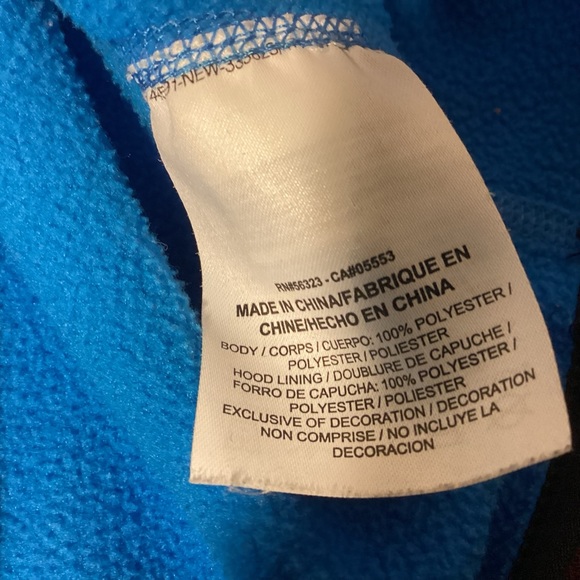 RN#56323 - CA#05553
MADE IN CHINA/FABRIQUE EN
CHINE/HECHO EN CHINA
BODY / CORPS / CUERPO: 100% POLYESTER /
POLYESTER / POLIESTER
HOOD LINING / DOUBLURE DE CAPUCHE /
FORRO DE CAPUCHA: 100% POLYESTER /
POLYESTER / POLIESTER
EXCLUSIVE OF DECORATION / DECORATION
NON COMPRISE / NO INCLUYE LA
DECORACION